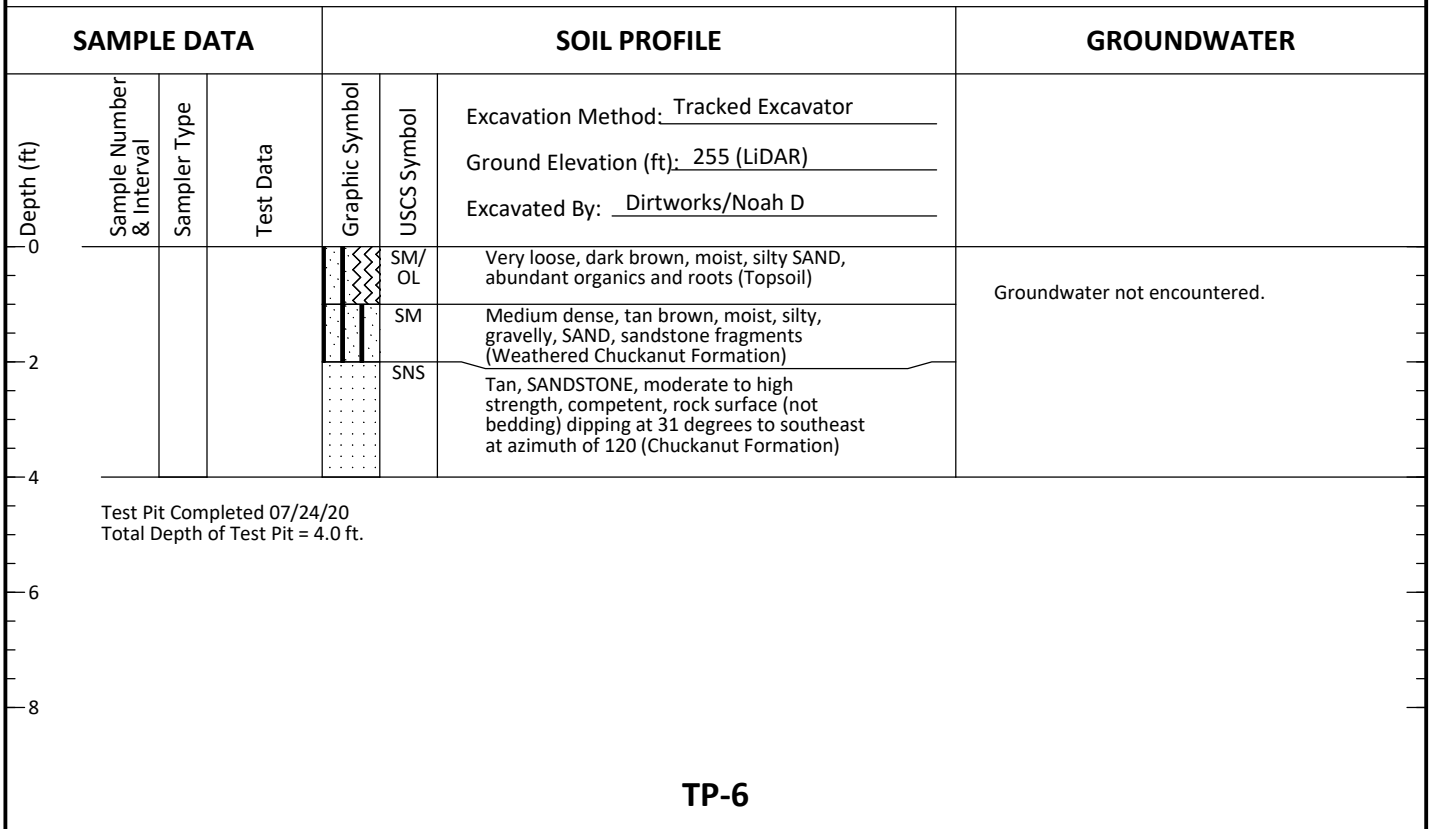 SAMPLE DATA
SOIL PROFILE
GROUNDWATER
Depth (ft)
Sample Number
& Interval
Sampler Type
Test Data
Graphic Symbol
USCS Symbol
Excavation Method: Tracked Excavator
Ground Elevation (ft): 255 (LiDAR)
Excavated By: Dirtworks/Noah D
0
SM/
OL
Very loose, dark brown, moist, silty SAND,
abundant organics and roots (Topsoil)
Groundwater not encountered.
SM
Medium dense, tan brown, moist, silty,
gravelly, SAND, sandstone fragments
(Weathered Chuckanut Formation)
2
SNS
Tan, SANDSTONE, moderate to high
strength, competent, rock surface (not
bedding) dipping at 31 degrees to southeast
at azimuth of 120 (Chuckanut Formation)
4
Test Pit Completed 07/24/20
Total Depth of Test Pit = 4.0 ft.
6
8
TP-6